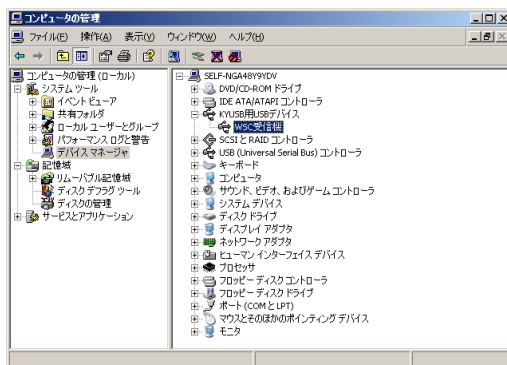 コンピュータの管理
ファイル(F) 操作(A) 表示(V) ウィンドウ(W) ヘルプ(H)
コンピュータの管理 (ローカル)
システム ツール
イベント ビューア
共有フォルダ
ローカル ユーザーとグループ
パフォーマンス ログと警告
デバイス マネージャ
記憶域
リムーバブル記憶域
ディスク デフラグ ツール
ディスクの管理
サービスとアプリケーション
SELF-NGA48Y9YDV
DVD/CD-ROM ドライブ
IDE ATA/ATAPI コントローラ
KYUSB用USBデバイス
WSC受信機
SCSI と RAID コントローラ
USB (Universal Serial Bus) コントローラ
キーボード
コンピュータ
サウンド、ビデオ、およびゲーム コントローラ
システム デバイス
ディスク ドライブ
ディスプレイ アダプタ
ネットワーク アダプタ
ヒューマン インターフェイス デバイス
プロセッサ
フロッピー ディスク コントローラ
フロッピー ディスク ドライブ
ポート (COM と LPT)
マウスとそのほかのポインティング デバイス
モニタ